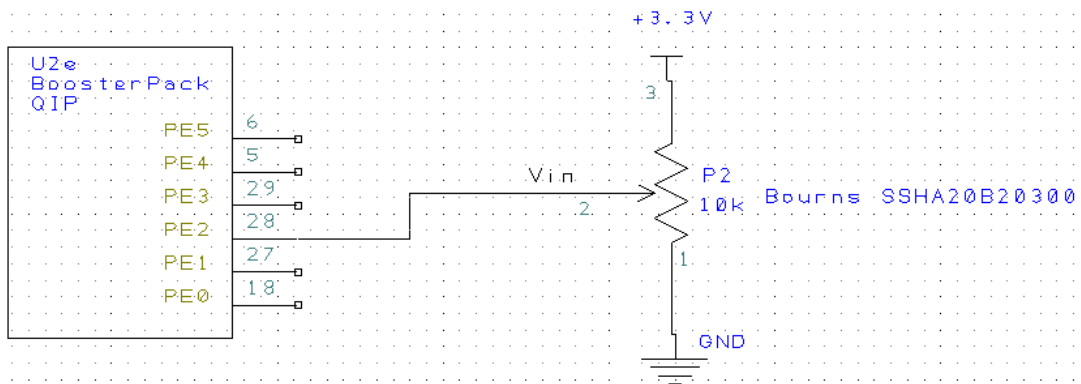 +3.3V
U2e
BoosterPack
QIP
3
PE5 6
PE4 5
PE3 29
Vin
P2
2
10k Bourns SSHA20B20300
PE2 28
PE1 27
1
PE0 18
GND